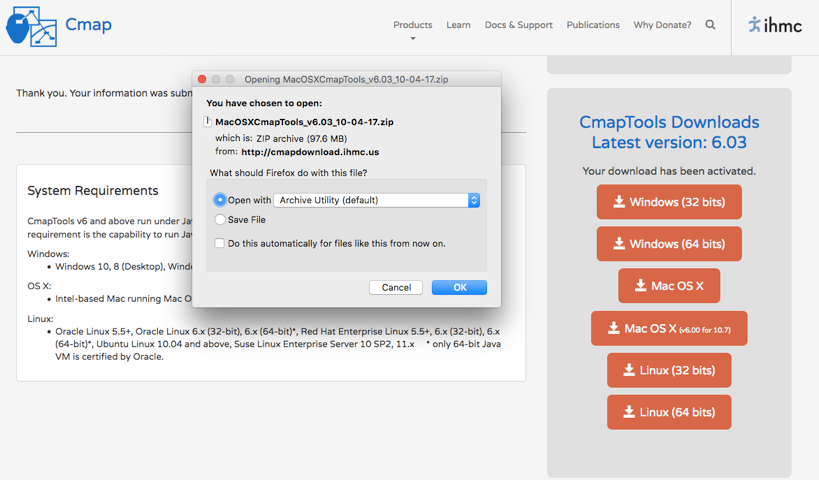 Cmap
Products
Learn
Docs & Support
Publications
Why Donate?
ihmc
Thank you. Your information was subm
Opening MacOSXCmapTools_v6.03_10-04-17.zip
You have chosen to open:
MacOSXCmapTools_v6.03_10-04-17.zip
which is: ZIP archive (97.6 MB)
from: http://cmapdownload.ihmc.us
What should Firefox do with this file?
Open with Archive Utility (default)
Save File
Do this automatically for files like this from now on.
Cancel
OK
System Requirements
CmapTools v6 and above run under Jav
requirement is the capability to run Jav
Windows:
• Windows 10, 8 (Desktop), Windo
OS X:
• Intel-based Mac running Mac O
Linux:
• Oracle Linux 5.5+, Oracle Linux 6.x (32-bit), 6.x (64-bit)*, Red Hat Enterprise Linux 5.5+, 6.x (32-bit), 6.x
(64-bit)*, Ubuntu Linux 10.04 and above, Suse Linux Enterprise Server 10 SP2, 11.x * only 64-bit Java
VM is certified by Oracle.
CmapTools Downloads
Latest version: 6.03
Your download has been activated.
Windows (32 bits)
Windows (64 bits)
Mac OS X
Mac OS X (v6.00 for 10.7)
Linux (32 bits)
Linux (64 bits)